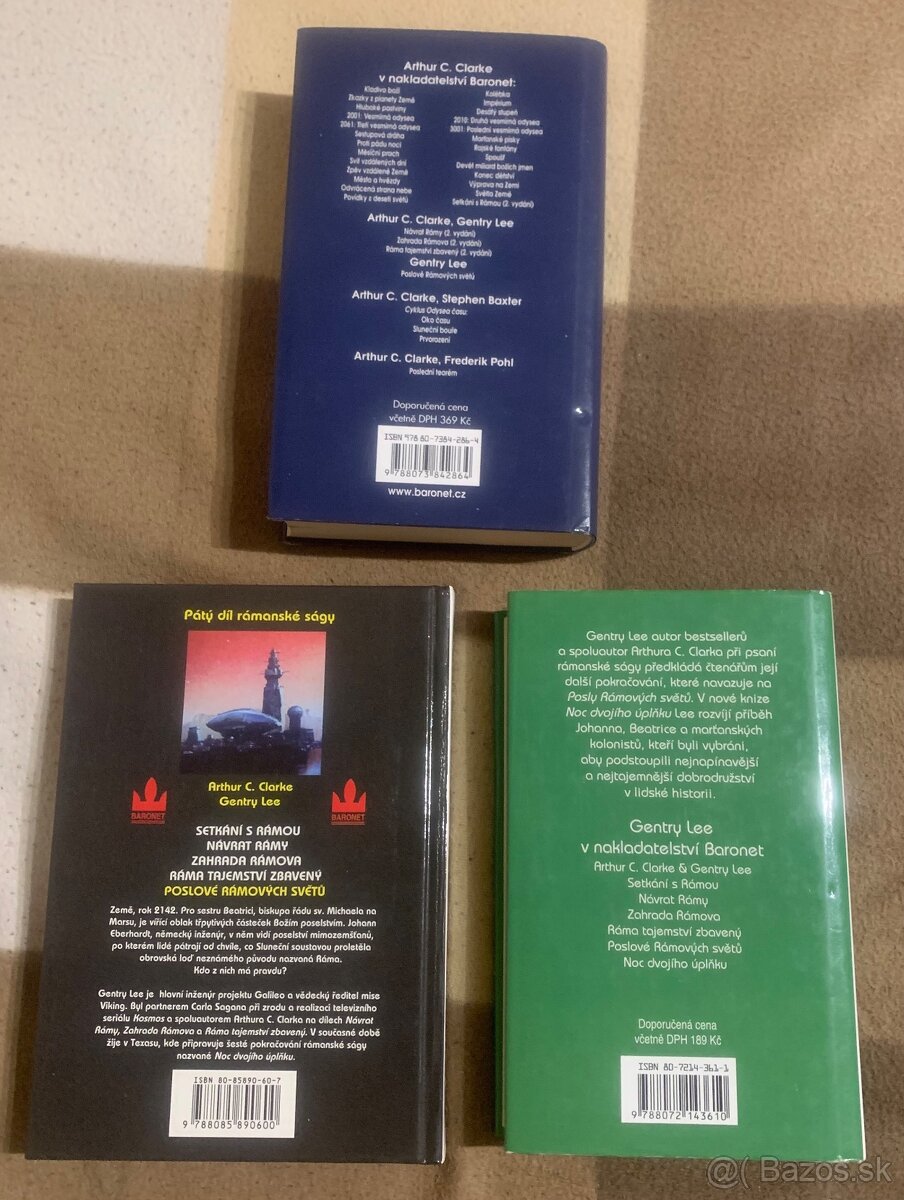 Arthur C. Clarke
v nakladatelství Baronet:
Kladivo boží
Zkazky z planety Země
Hluboké pastviny
2001: Vesmírná odysea
2061: Třetí vesmírná odysea
Sestupová dráha
Proti pádu noci
Měsíční prach
Svit vzdálených dní
Zpěv vzdálené Země
Město a hvězdy
Odvrácená strana nebe
Povídky z deseti světů
Kolébka
Impérium
Desátý stupeň
2010: Druhá vesmírná odysea
3001: Poslední vesmírná odysea
Marťanské písky
Rajské fontány
Spoušť
Devět miliard božích jmen
Konec dětství
Výprava na Zemi
Světla Země
Setkání s Rámou (2. vydání)
Arthur C. Clarke, Gentry Lee
Návrat Rámy (2. vydání)
Zahrada Rámova (2. vydání)
Ráma tajemství zbavený (2. vydání)
Gentry Lee
Poslové Rámových světů
Arthur C. Clarke, Stephen Baxter
Cyklus Odysea času:
Oko času
Sluneční bouře
Prvorození
Arthur C. Clarke, Frederik Pohl
Poslední teorém
Doporučená cena
včetně DPH 369 Kč
ISBN 978 80-7384-286-4
9 788073 842864
www.baronet.cz
Pátý díl rámanské ságy
Arthur C. Clarke
Gentry Lee
BARONET
BARONET
SETKÁNÍ S RÁMOU
NÁVRAT RÁMY
ZAHRADA RÁMOVA
RÁMA TAJEMSTVÍ ZBAVENÝ
POSLOVÉ RÁMOVÝCH SVĚTŮ
Země, rok 2142. Pro sestru Beatrici, biskupa řádu sv. Michaela na
Marsu, je vířící oblak třpytivých částeček Božím poselstvím. Johann
Eberhardt, německý inženýr, v něm vidí poselství mimozemšťanů,
po kterém lidé pátrají od chvíle, co Sluneční soustavou proletěla
obrovská loď neznámého původu nazvaná Ráma.
Kdo z nich má pravdu?
Gentry Lee je hlavní inženýr projektu Galileo a vědecký ředitel mise
Viking. Byl partnerem Carla Sagana při zrodu a realizaci televizního
seriálu Kosmos a spoluautorem Arthura C. Clarka na dílech Návrat
Rámy, Zahrada Rámova a Ráma tajemství zbavený. V současné době
žije v Texasu, kde připravuje šesté pokračování rámanské ságy
nazvané Noc dvojího úplňku.
ISBN 80-85890-60-7
9 788085 890600
Gentry Lee autor bestsellerů
a spoluautor Arthura C. Clarka při psaní
rámanské ságy předkládá čtenářům její
další pokračování, které navazuje na
Posly Rámových světů. V nové knize
Noc dvojího úplňku Lee rozvíjí příběh
Johanna, Beatrice a marťanských
kolonistů, kteří byli vybráni,
aby podstoupili nejnapínavější
a nejtajemnější dobrodružství
v lidské historii.
Gentry Lee
v nakladatelství Baronet
Arthur C. Clarke & Gentry Lee
Setkání s Rámou
Návrat Rámy
Zahrada Rámova
Ráma tajemství zbavený
Poslové Rámových světů
Noc dvojího úplňku
Doporučená cena
včetně DPH 189 Kč
ISBN 80-7214-361-1
9 788072 143610
@( Bazos.sk